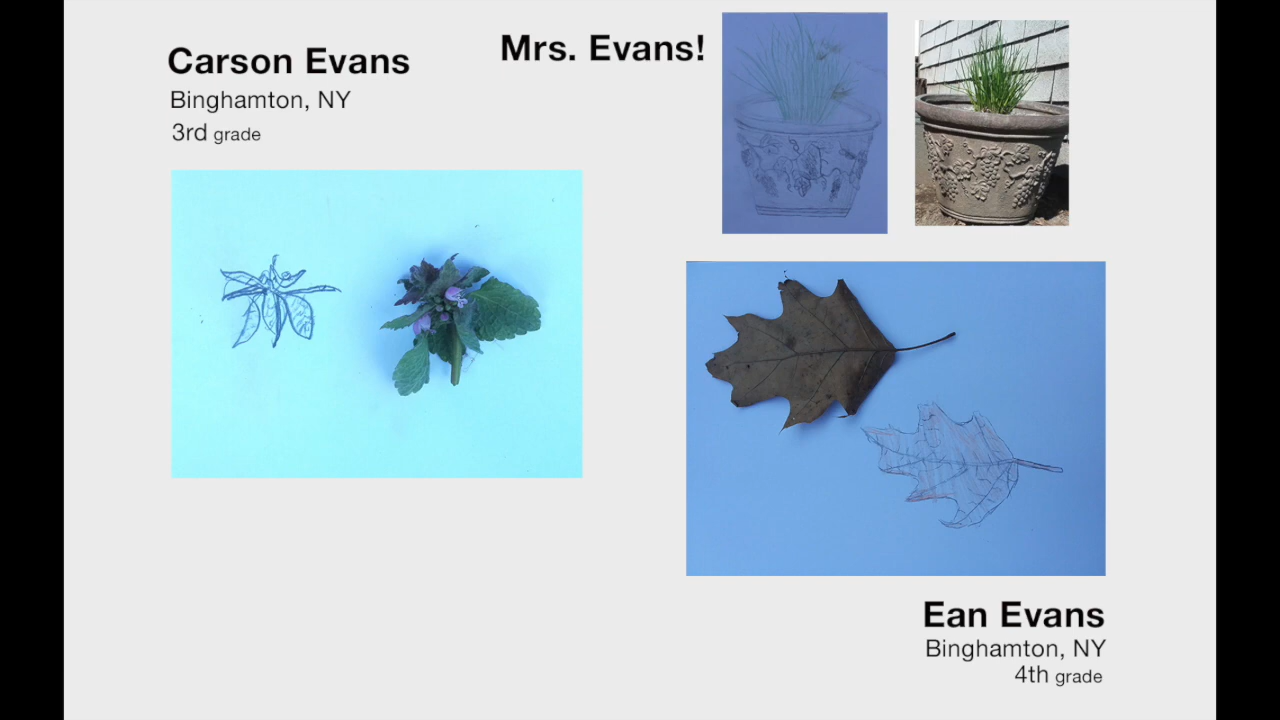 Carson Evans
Binghamton, NY
3rd grade
Mrs. Evans!
Ean Evans
Binghamton, NY
4th grade